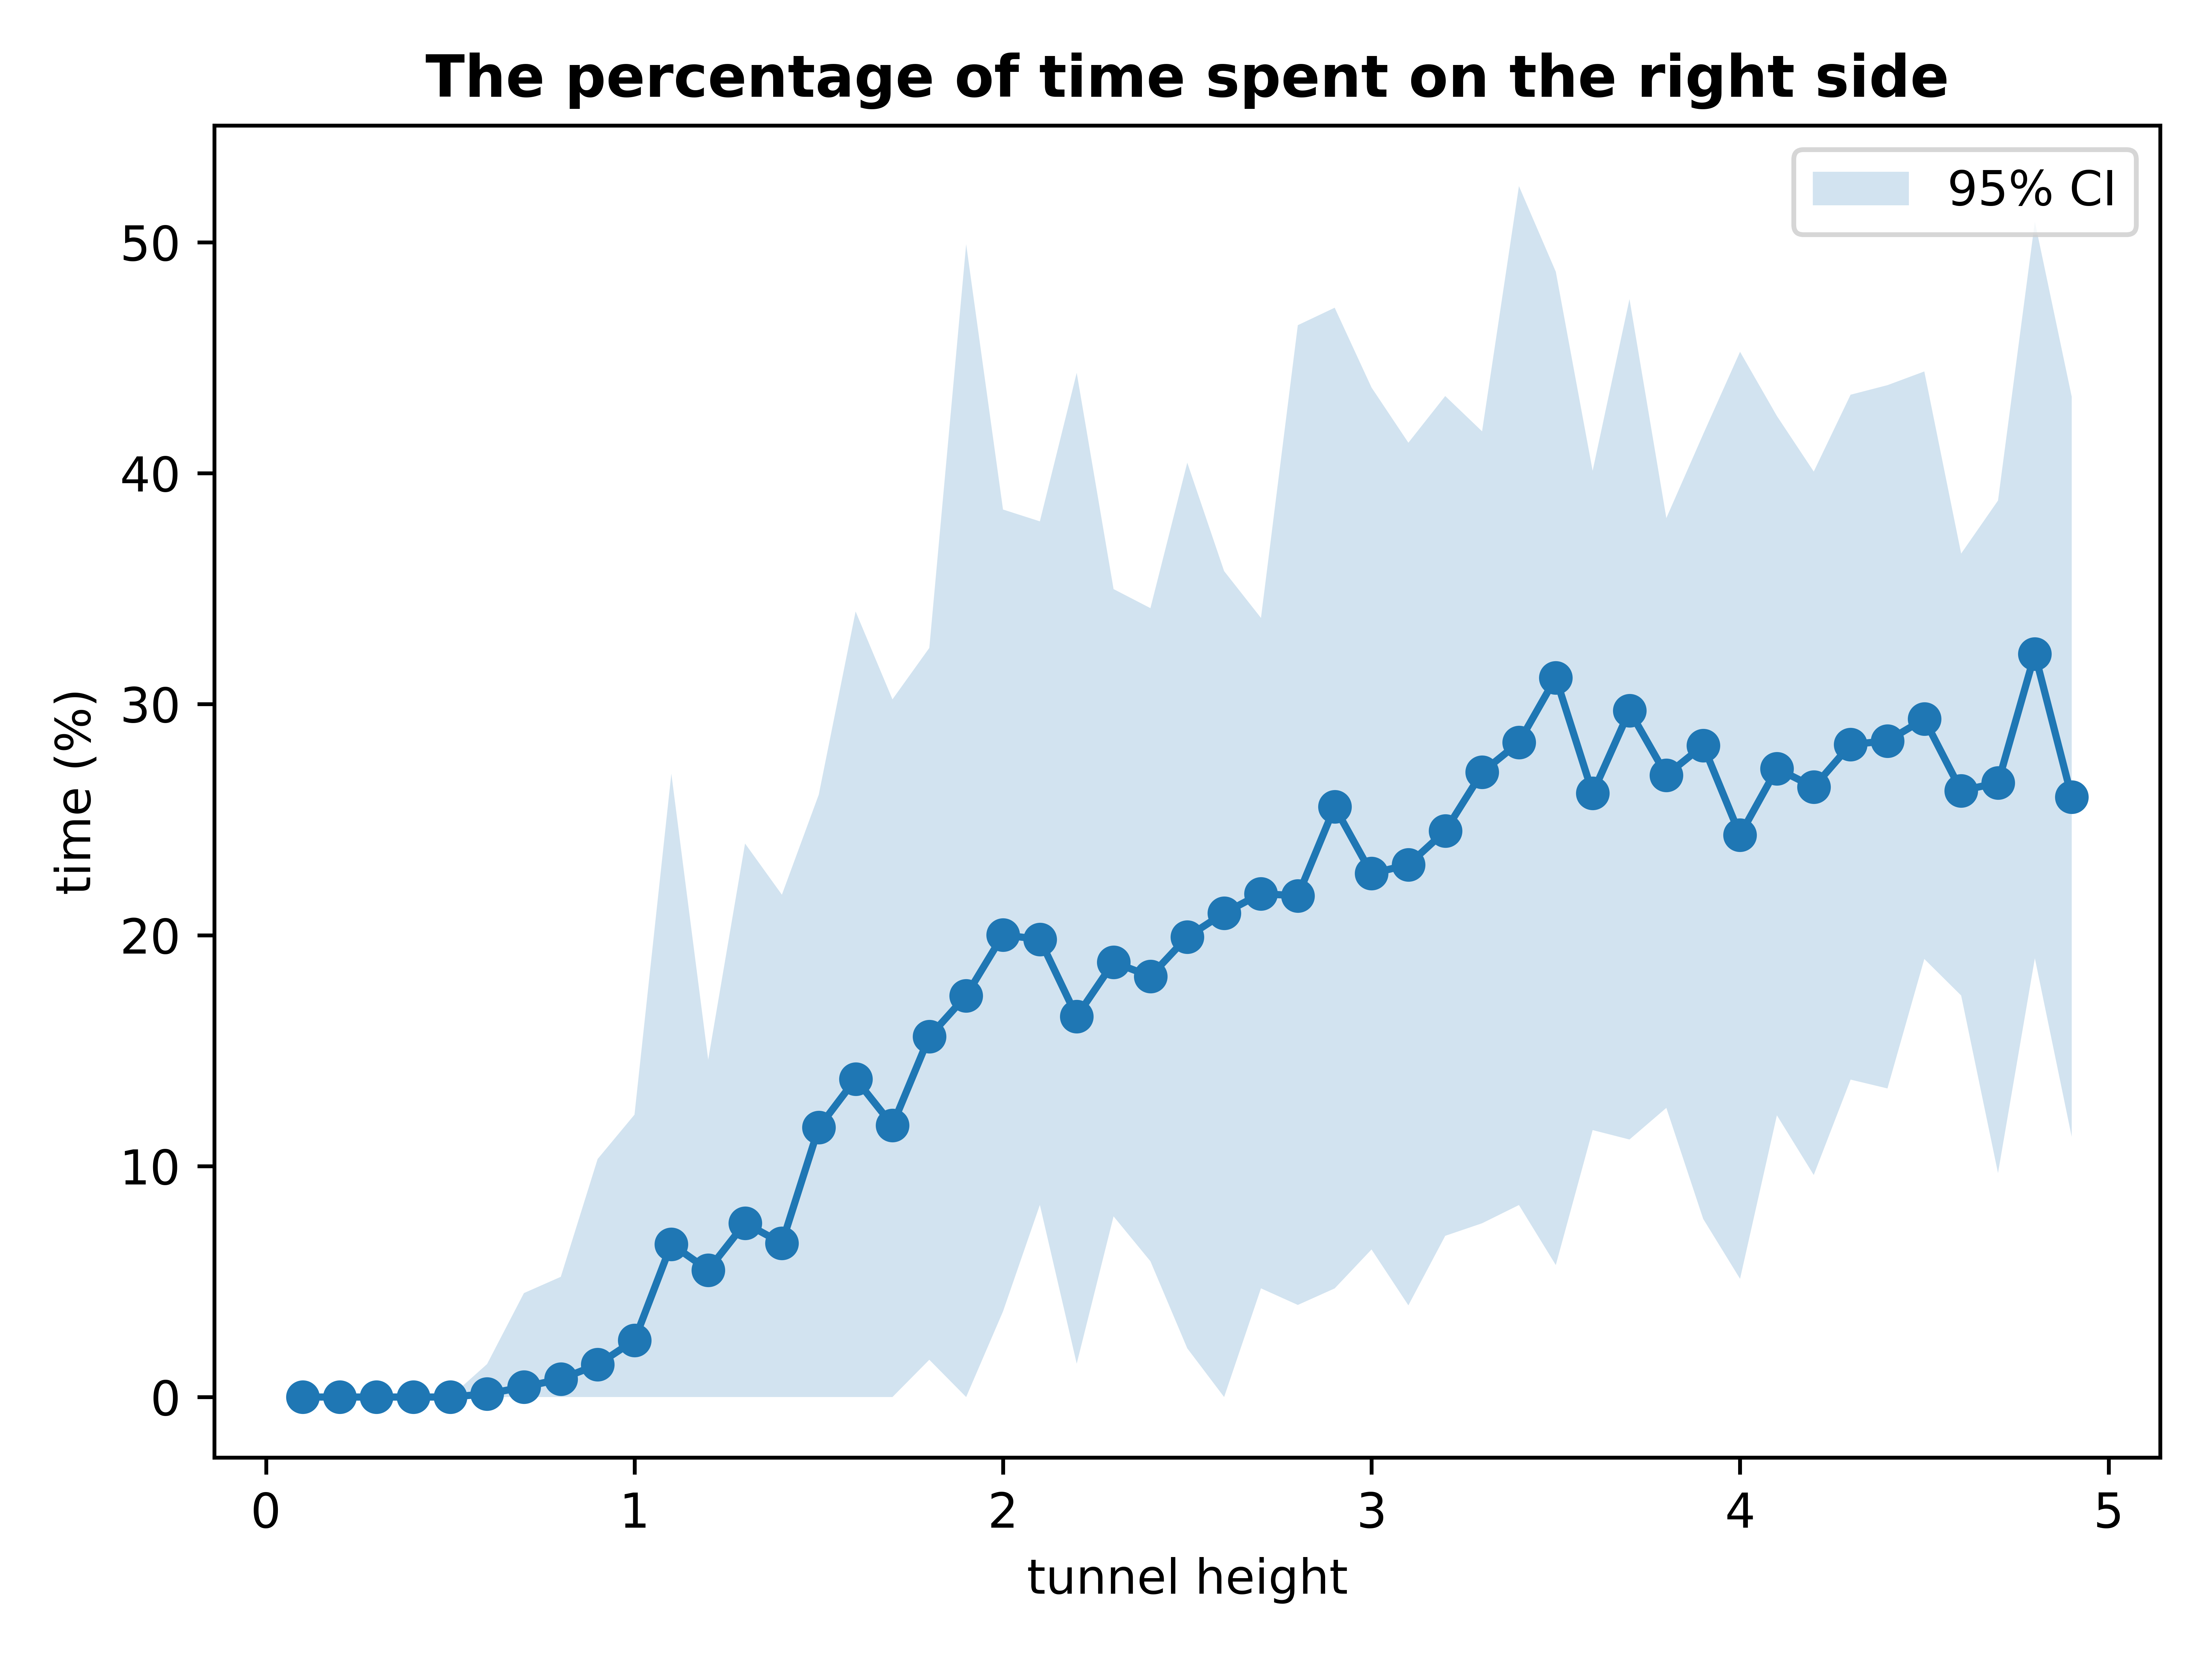 The percentage of time spent on the right side
95% CI
time (%)
50
40
30
20
10
0
0 1 2 3 4 5
tunnel height